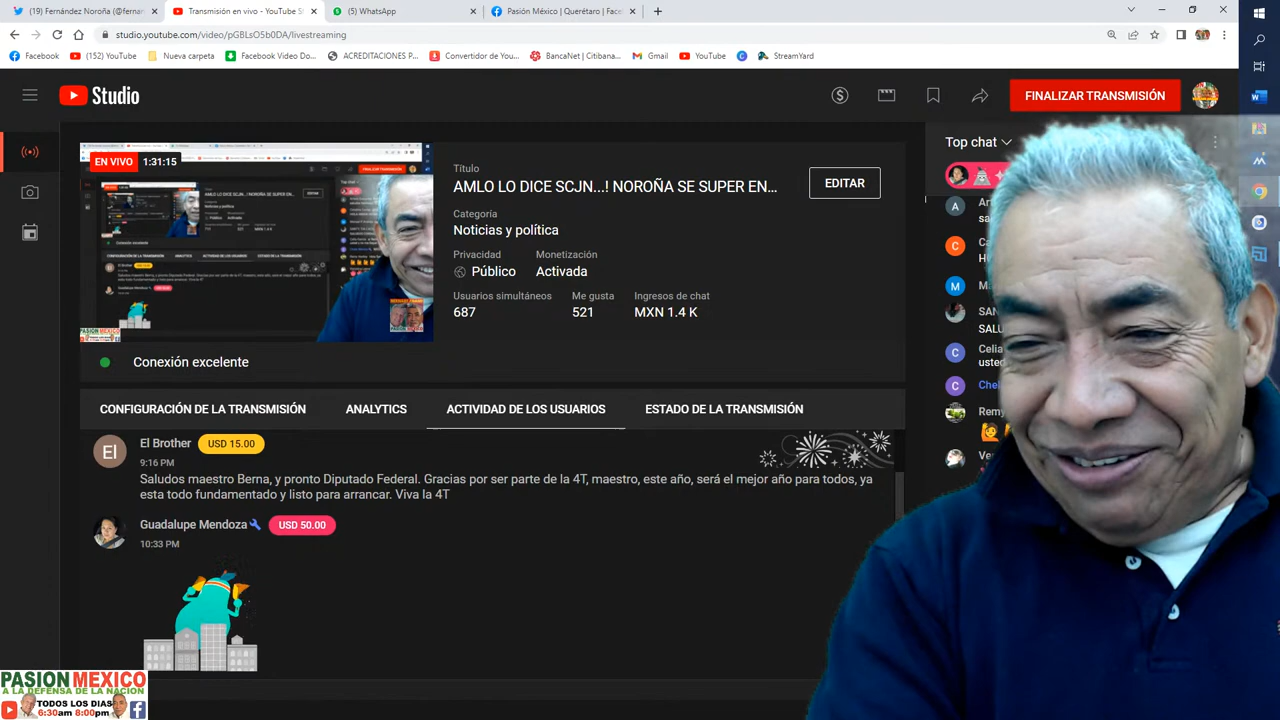 (19) Fernández Noroña (@fernan
Transmisión en vivo - YouTube S
(5) WhatsApp
Pasión México | Querétaro | Face
studio.youtube.com/video/pGBLsO5b0DA/livestreaming
Facebook
(152) YouTube
Nueva carpeta
Facebook Video Do...
ACREDITACIONES P...
Convertidor de You...
BancaNet | Citibana...
Gmail
YouTube
StreamYard
Studio
FINALIZAR TRANSMISIÓN
EN VIVO 1:31:15
Título
AMLO LO DICE SCJN...! NOROÑA SE SUPER EN...
EDITAR
Categoría
Noticias y política
Privacidad Monetización
Público Activada
Usuarios simultáneos Me gusta Ingresos de chat
687 521 MXN 1.4 K
Conexión excelente
CONFIGURACIÓN DE LA TRANSMISIÓN ANALYTICS ACTIVIDAD DE LOS USUARIOS ESTADO DE LA TRANSMISIÓN
El El Brother USD 15.00
9:16 PM
Saludos maestro Berna, y pronto Diputado Federal. Gracias por ser parte de la 4T, maestro, este año, será el mejor año para todos, ya
esta todo fundamentado y listo para arrancar. Viva la 4T
Guadalupe Mendoza USD 50.00
10:33 PM
Top chat
A
C
M
SALU
C Celia
usted
C Chel
Remy
PASION MEXICO
A LA DEFENSA DE LA NACION
TODOS LOS DIAS
6:30am 8:00pm